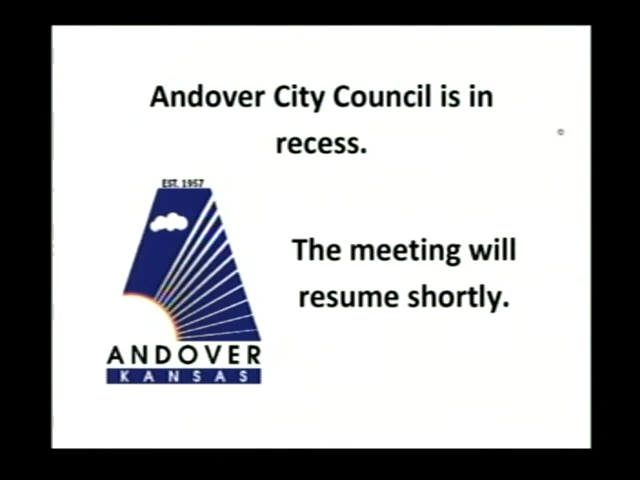 Andover City Council is in
recess.
EST. 1957
The meeting will
resume shortly.
ANDOVER
KANSAS